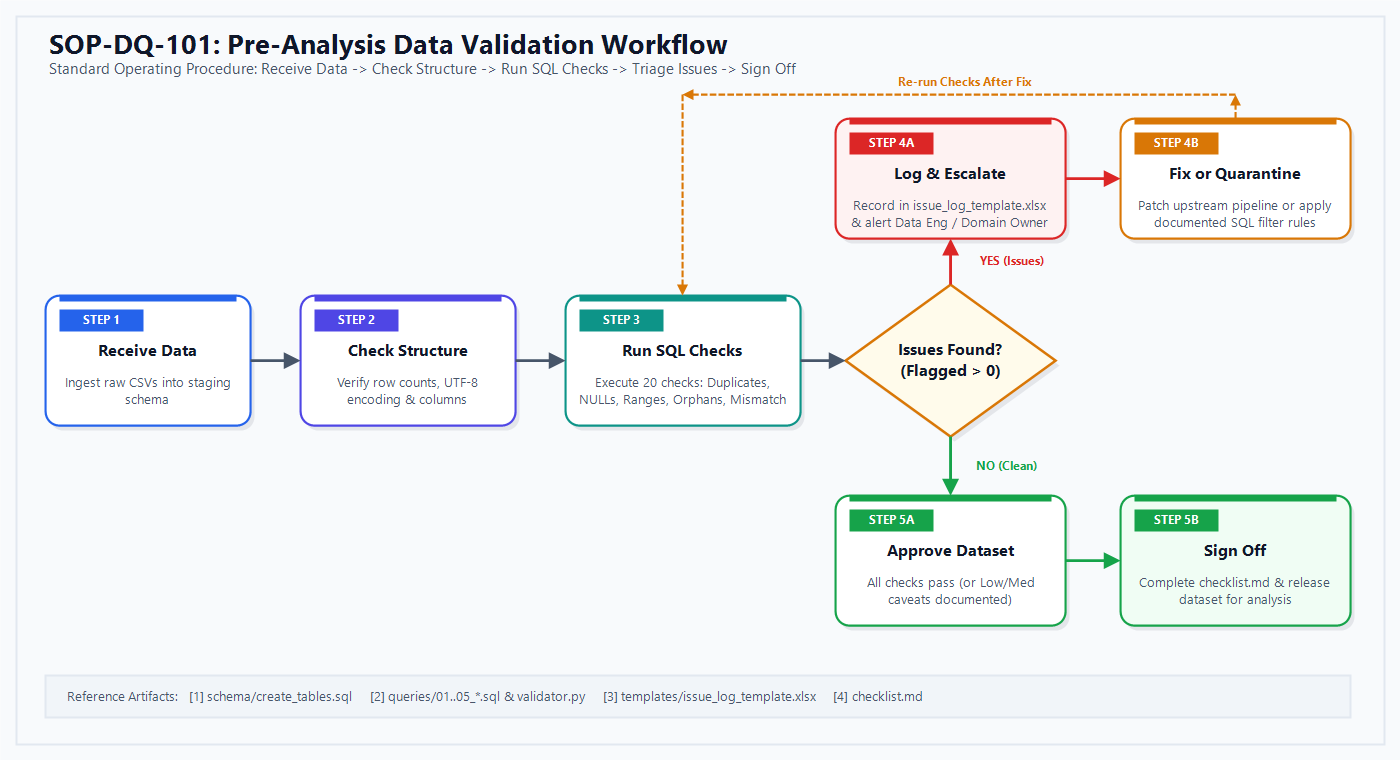 SOP-DQ-101: Pre-Analysis Data Validation Workflow
Standard Operating Procedure: Receive Data -> Check Structure -> Run SQL Checks -> Triage Issues -> Sign Off
Re-run Checks After Fix
STEP 4A
Log & Escalate
Record in issue_log_template.xlsx
& alert Data Eng / Domain Owner
STEP 4B
Fix or Quarantine
Patch upstream pipeline or apply
documented SQL filter rules
YES (Issues)
STEP 1
Receive Data
Ingest raw CSVs into staging
schema
STEP 2
Check Structure
Verify row counts, UTF-8
encoding & columns
STEP 3
Run SQL Checks
Execute 20 checks: Duplicates,
NULLs, Ranges, Orphans, Mismatch
Issues Found?
(Flagged > 0)
NO (Clean)
STEP 5A
Approve Dataset
All checks pass (or Low/Med
caveats documented)
STEP 5B
Sign Off
Complete checklist.md & release
dataset for analysis
Reference Artifacts: [1] schema/create_tables.sql [2] queries/01..05_*.sql & validator.py [3] templates/issue_log_template.xlsx [4] checklist.md